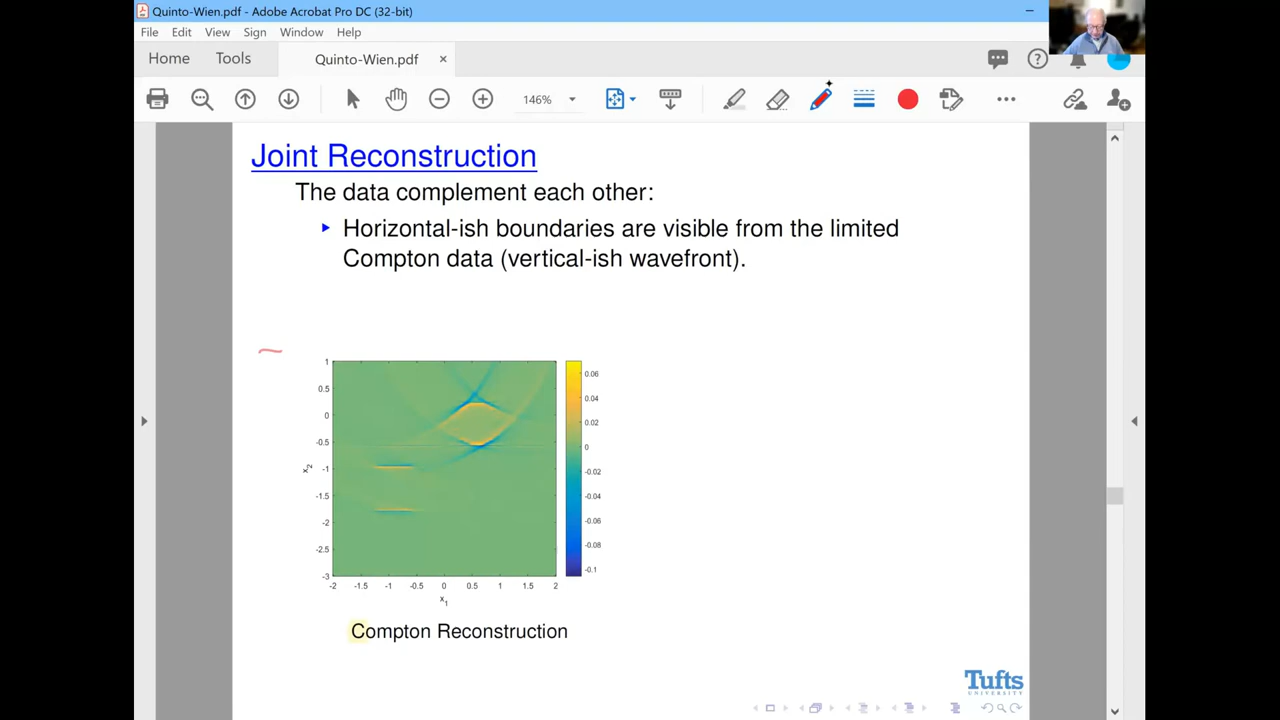 Quinto-Wien.pdf - Adobe Acrobat Pro DC (32-bit)
File Edit View Sign Window Help
Home Tools Quinto-Wien.pdf ×
146%
Joint Reconstruction
The data complement each other:
Horizontal-ish boundaries are visible from the limited
Compton data (vertical-ish wavefront).
1
0.5
0
-0.5
-1
-1.5
-2
-2.5
-3
x2
-2 -1.5 -1 -0.5 0 0.5 1 1.5 2
x1
0.06
0.04
0.02
0
-0.02
-0.04
-0.06
-0.08
-0.1
Compton Reconstruction
Tufts
UNIVERSITY